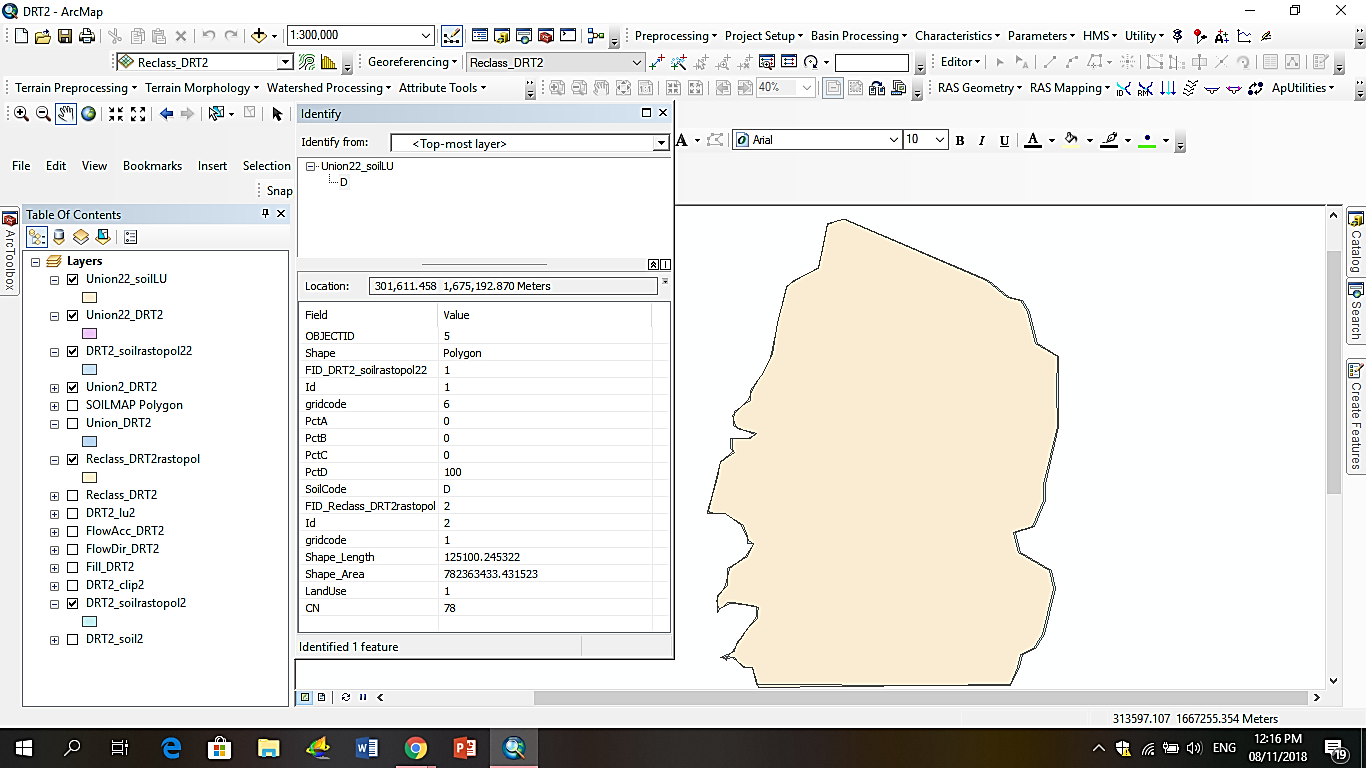 DRT2 - ArcMap
1:300,000
Preprocessing Project Setup Basin Processing Characteristics Parameters HMS Utility
Reclass_DRT2 Georeferencing Reclass_DRT2 Editor
Terrain Preprocessing Terrain Morphology Watershed Processing Attribute Tools 40% RAS Geometry RAS Mapping ApUtilities
Identify
Identify from: <Top-most layer>
A Arial 10 B I U A
File Edit View Bookmarks Insert Selection
Snap
Union22_soilLU
D
Table Of Contents
ArcToolbox
Layers
Union22_soilLU
Union22_DRT2
DRT2_soilrastopol22
Union2_DRT2
SOILMAP Polygon
Union_DRT2
Reclass_DRT2rastopol
Reclass_DRT2
DRT2_lu2
FlowAcc_DRT2
FlowDir_DRT2
Fill_DRT2
DRT2_clip2
DRT2_soilrastopol2
DRT2_soil2
Location: 301,611.458 1,675,192.870 Meters
Field Value
OBJECTID 5
Shape Polygon
FID_DRT2_soilrastopol22 1
Id 1
gridcode 6
PctA 0
PctB 0
PctC 0
PctD 100
SoilCode D
FID_Reclass_DRT2rastopol 2
Id 2
gridcode 1
Shape_Length 125100.245322
Shape_Area 782363433.431523
LandUse 1
CN 78
Identified 1 feature
Catalog
Search
Create Features
313597.107 1667255.354 Meters
ENG
12:16 PM
08/11/2018
19